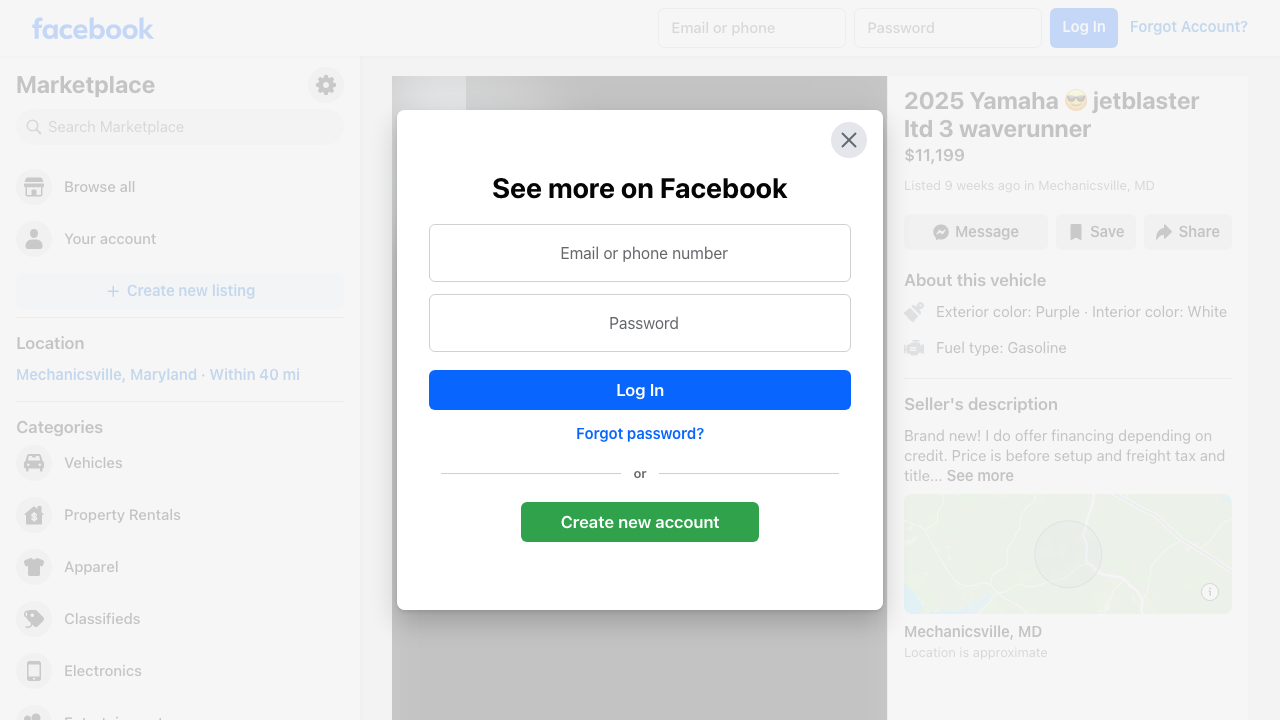 facebook
Email or phone
Password
Log In
Forgot Account?
Marketplace
Search Marketplace
Browse all
Your account
Create new listing
Location
Mechanicsville, Maryland · Within 40 mi
Categories
Vehicles
Property Rentals
Apparel
Classifieds
Electronics
See more on Facebook
Email or phone number
Password
Log In
Forgot password?
or
Create new account
2025 Yamaha 😎 jetblaster
ltd 3 waverunner
$11,199
Listed 9 weeks ago in Mechanicsville, MD
Message
Save
Share
About this vehicle
Exterior color: Purple · Interior color: White
Fuel type: Gasoline
Seller's description
Brand new! I do offer financing depending on
credit. Price is before setup and freight tax and
title... See more
Mechanicsville, MD
Location is approximate